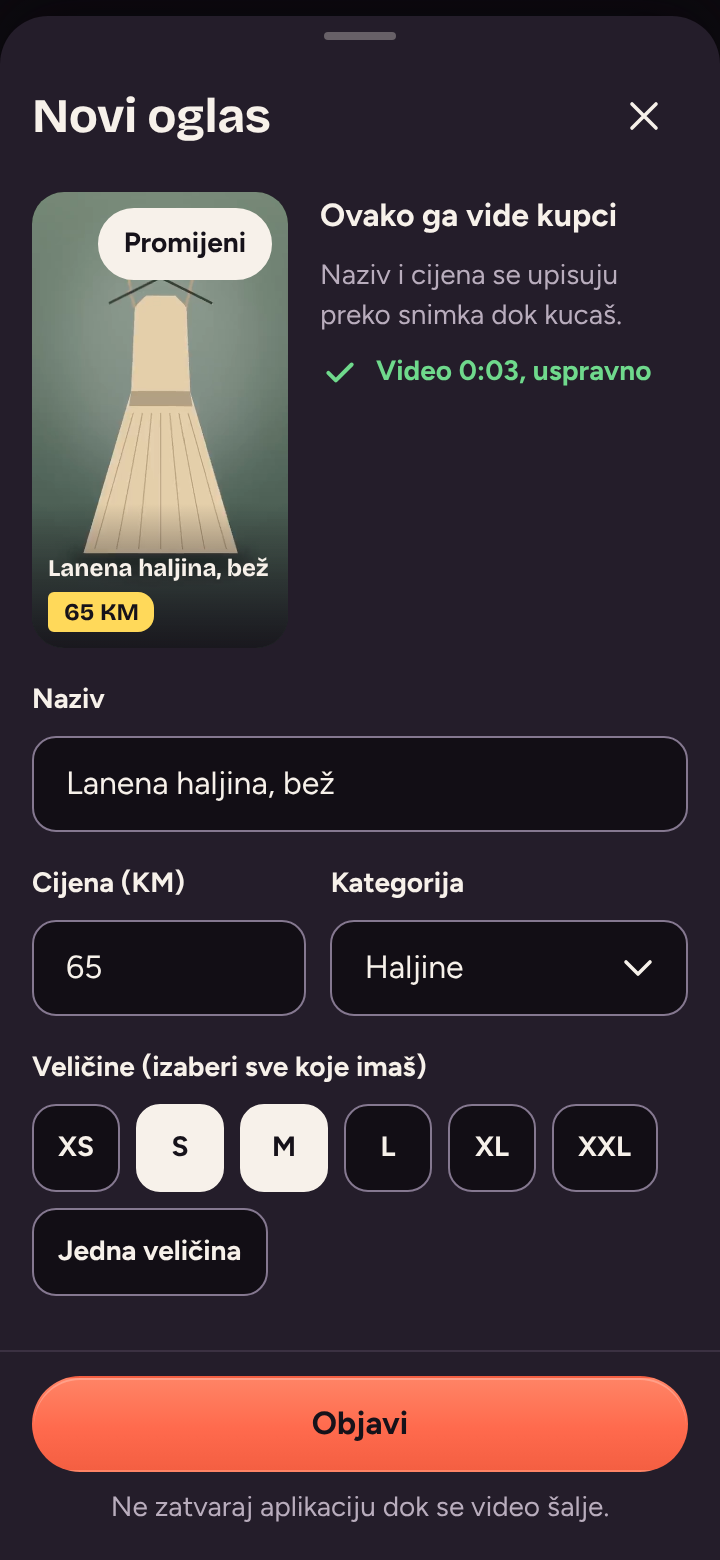 Novi oglas
Promijeni
Lanena haljina, bež
65 KM
Ovako ga vide kupci
Naziv i cijena se upisuju
preko snimka dok kucaš.
Video 0:03, uspravno
Naziv
Lanena haljina, bež
Cijena (KM)
Kategorija
65
Haljine
Veličine (izaberi sve koje imaš)
XS S M L XL XXL
Jedna veličina
Objavi
Ne zatvaraj aplikaciju dok se video šalje.